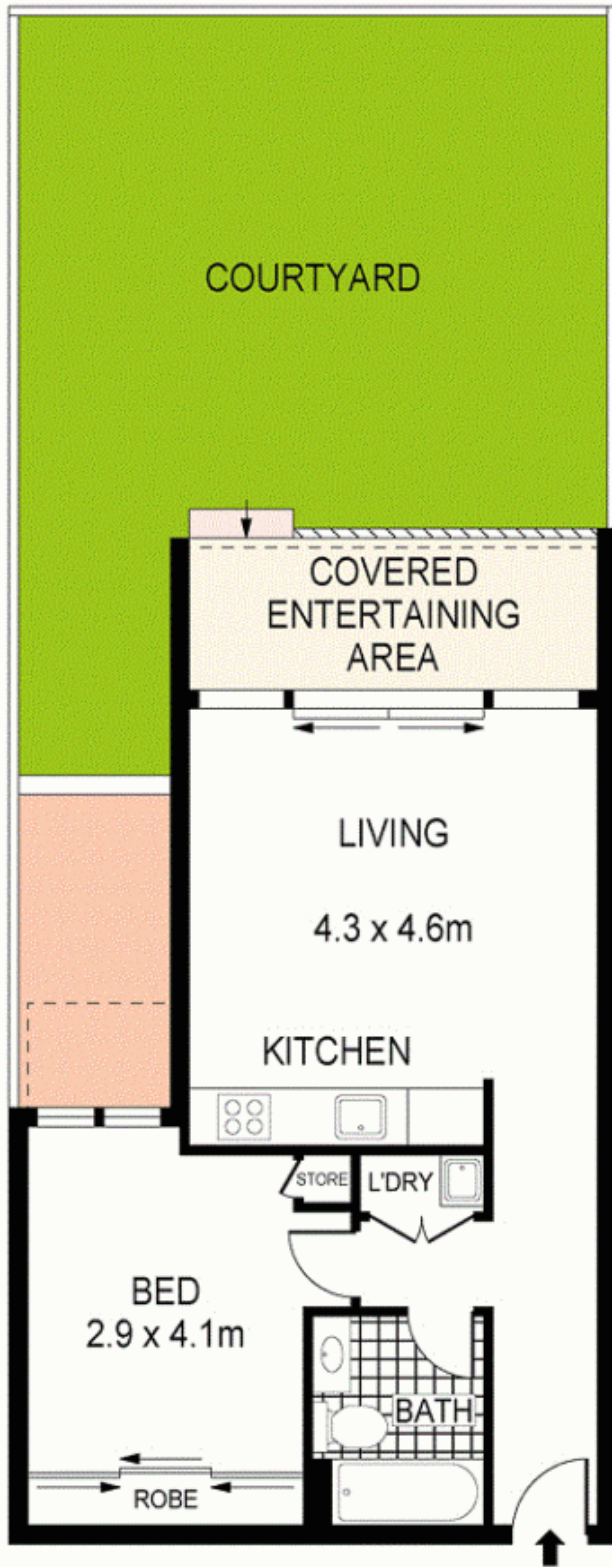 COURTYARD
COVERED
ENTERTAINING
AREA
LIVING
4.3 x 4.6m
KITCHEN
STORE
L'DRY
BED
2.9 x 4.1m
BATH
ROBE